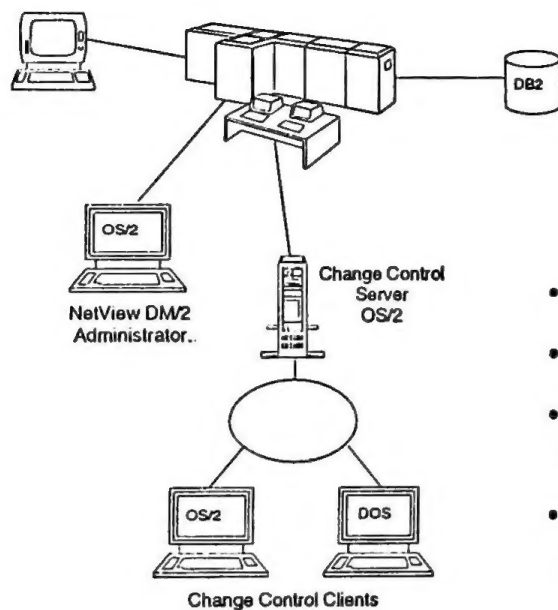 DB2
OS/2
NetView DM/2
Administrator..
Change Control
Server
OS/2
OS/2
DOS
Change Control Clients